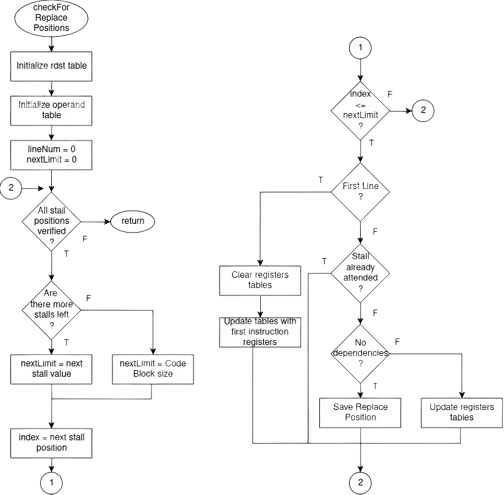 checkFor
Replace
Positions
Initialize rdst table
Initialize operand
table
lineNum = 0
nextLimit = 0
2
All stall
positions
verified
?
F
return
T
Are
there more
stalls left
?
F
T
nextLimit = next
stall value
nextLimit = Code
Block size
index = next stall
position
1
1
Index
<=
nextLimit
?
F
2
T
First Line
?
T
F
Clear registers
tables
Update tables with
first instruction
registers
Stall
already
attended
?
T
F
No
dependencies
?
F
T
Save Replace
Position
Update registers
tables
2